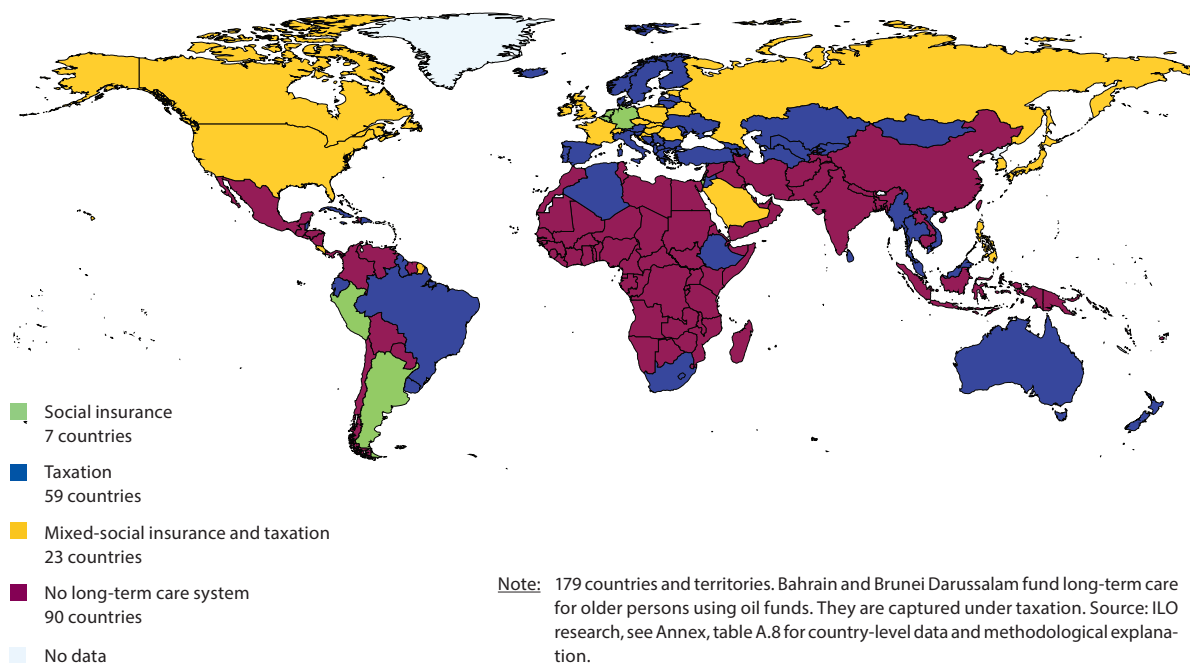 Social insurance
7 countries
Taxation
59 countries
Mixed-social insurance and taxation
23 countries
No long-term care system
90 countries
No data
Note: 179 countries and territories. Bahrain and Brunei Darussalam fund long-term care
for older persons using oil funds. They are captured under taxation. Source: ILO
research, see Annex, table A.8 for country-level data and methodological explana-
tion.